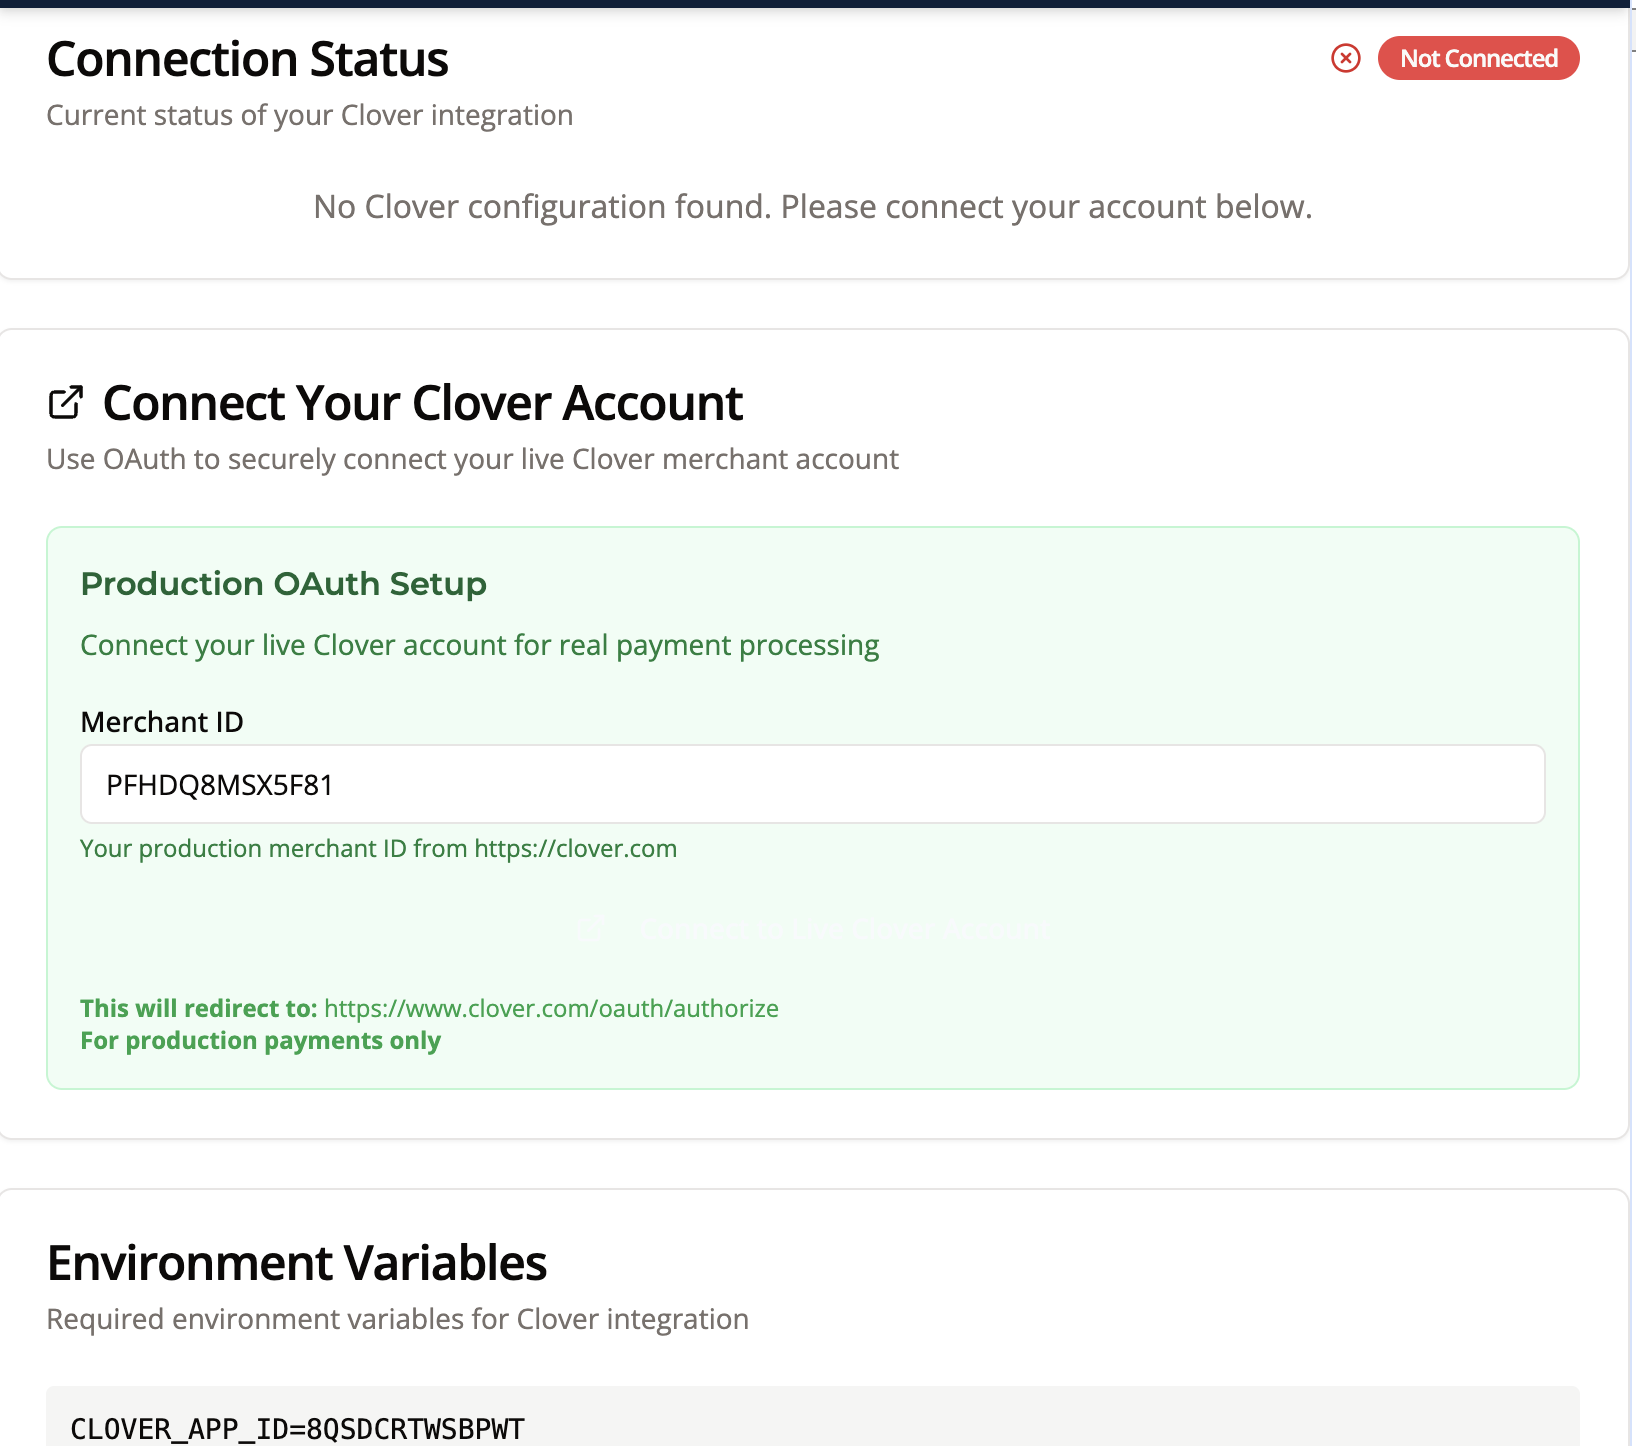 Connection Status
Not Connected
Current status of your Clover integration
No Clover configuration found. Please connect your account below.
Connect Your Clover Account
Use OAuth to securely connect your live Clover merchant account
Production OAuth Setup
Connect your live Clover account for real payment processing
Merchant ID
PFHDQ8MSX5F81
Your production merchant ID from https://clover.com
This will redirect to: https://www.clover.com/oauth/authorize
For production payments only
Environment Variables
Required environment variables for Clover integration
CLOVER_APP_ID=8QSDCRTWSBPWT